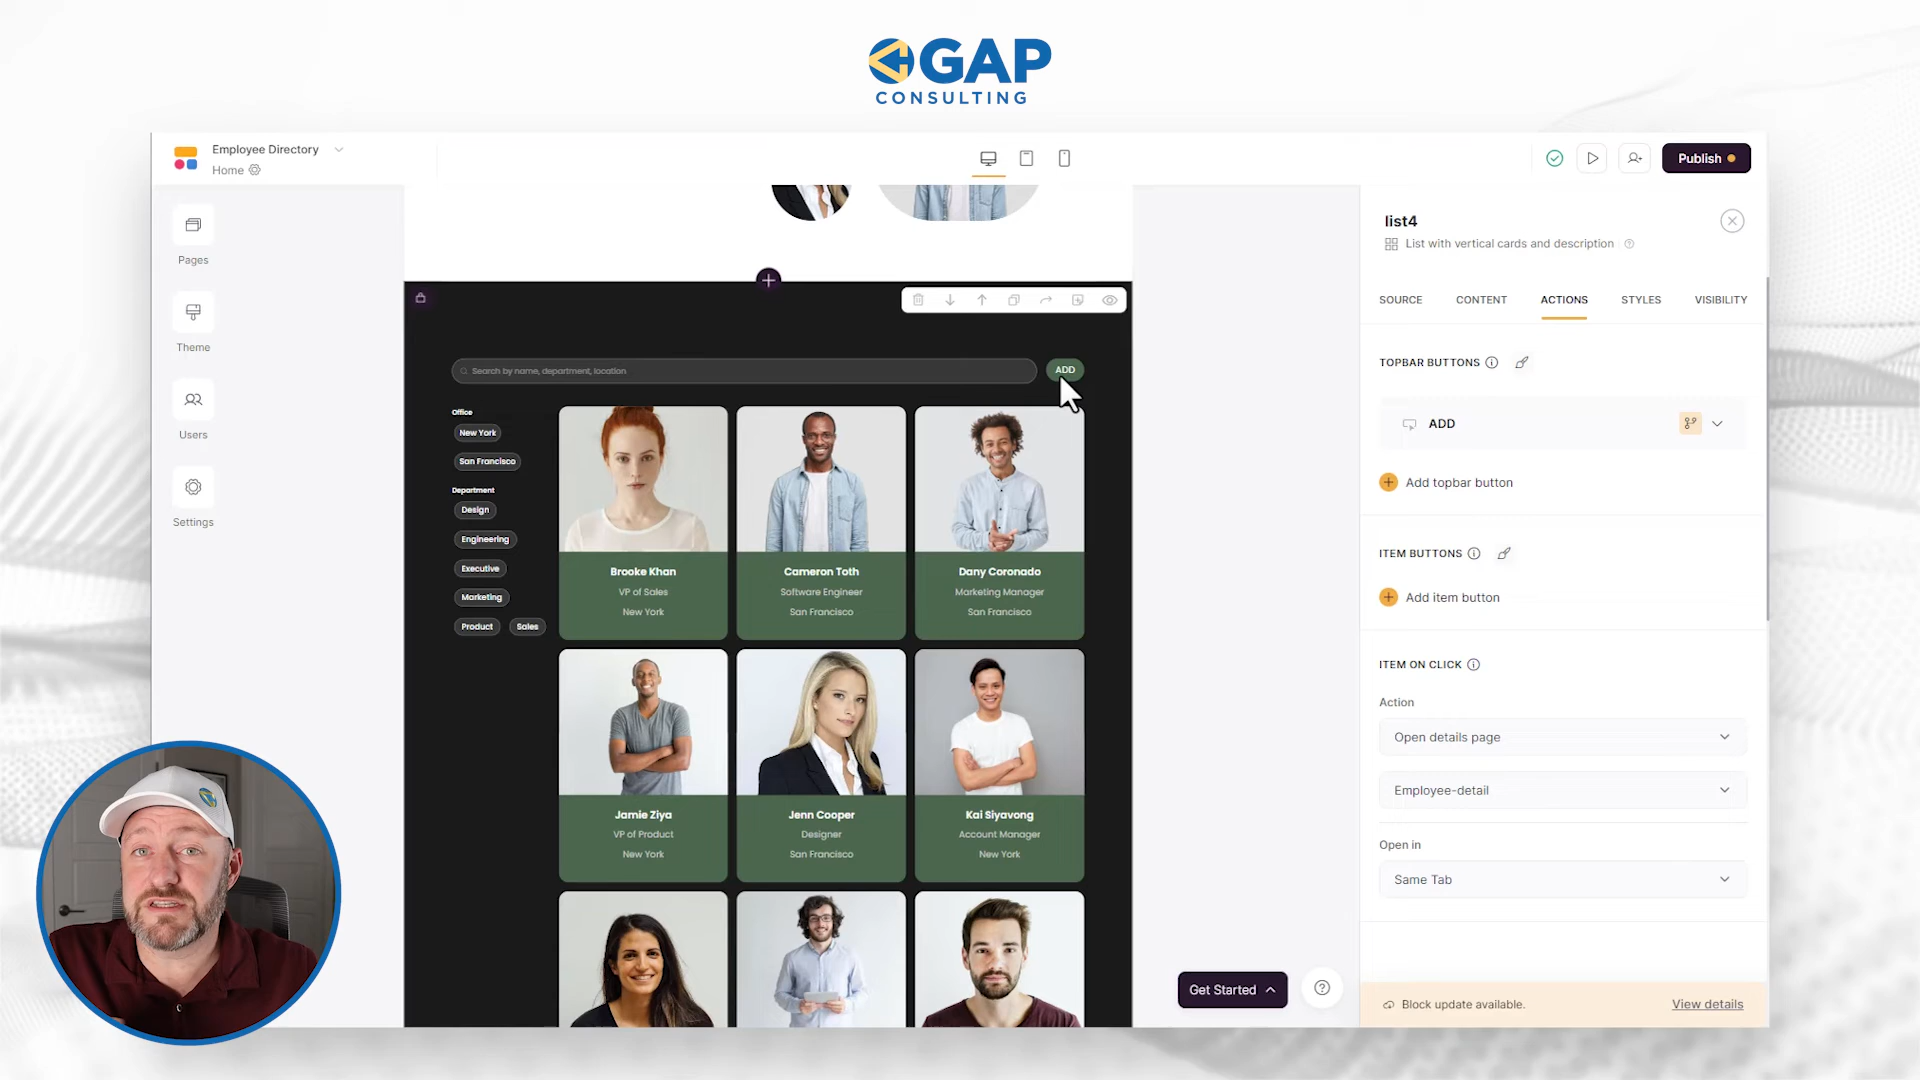 GAP
CONSULTING
Employee Directory
Home
Publish
Pages
Theme
Users
Settings
Search by name, department, location
ADD
Office
New York
San Francisco
Department
Design
Engineering
Executive
Marketing
Product Sales
Brooke Khan
VP of Sales
New York
Cameron Toth
Software Engineer
San Francisco
Dany Coronado
Marketing Manager
San Francisco
Jamie Ziya
VP of Product
New York
Jenn Cooper
Designer
San Francisco
Kai Siyavong
Account Manager
New York
Get Started
list4
List with vertical cards and description
SOURCE CONTENT ACTIONS STYLES VISIBILITY
TOPBAR BUTTONS
ADD
Add topbar button
ITEM BUTTONS
Add item button
ITEM ON CLICK
Action
Open details page
Employee-detail
Open in
Same Tab
Block update available. View details